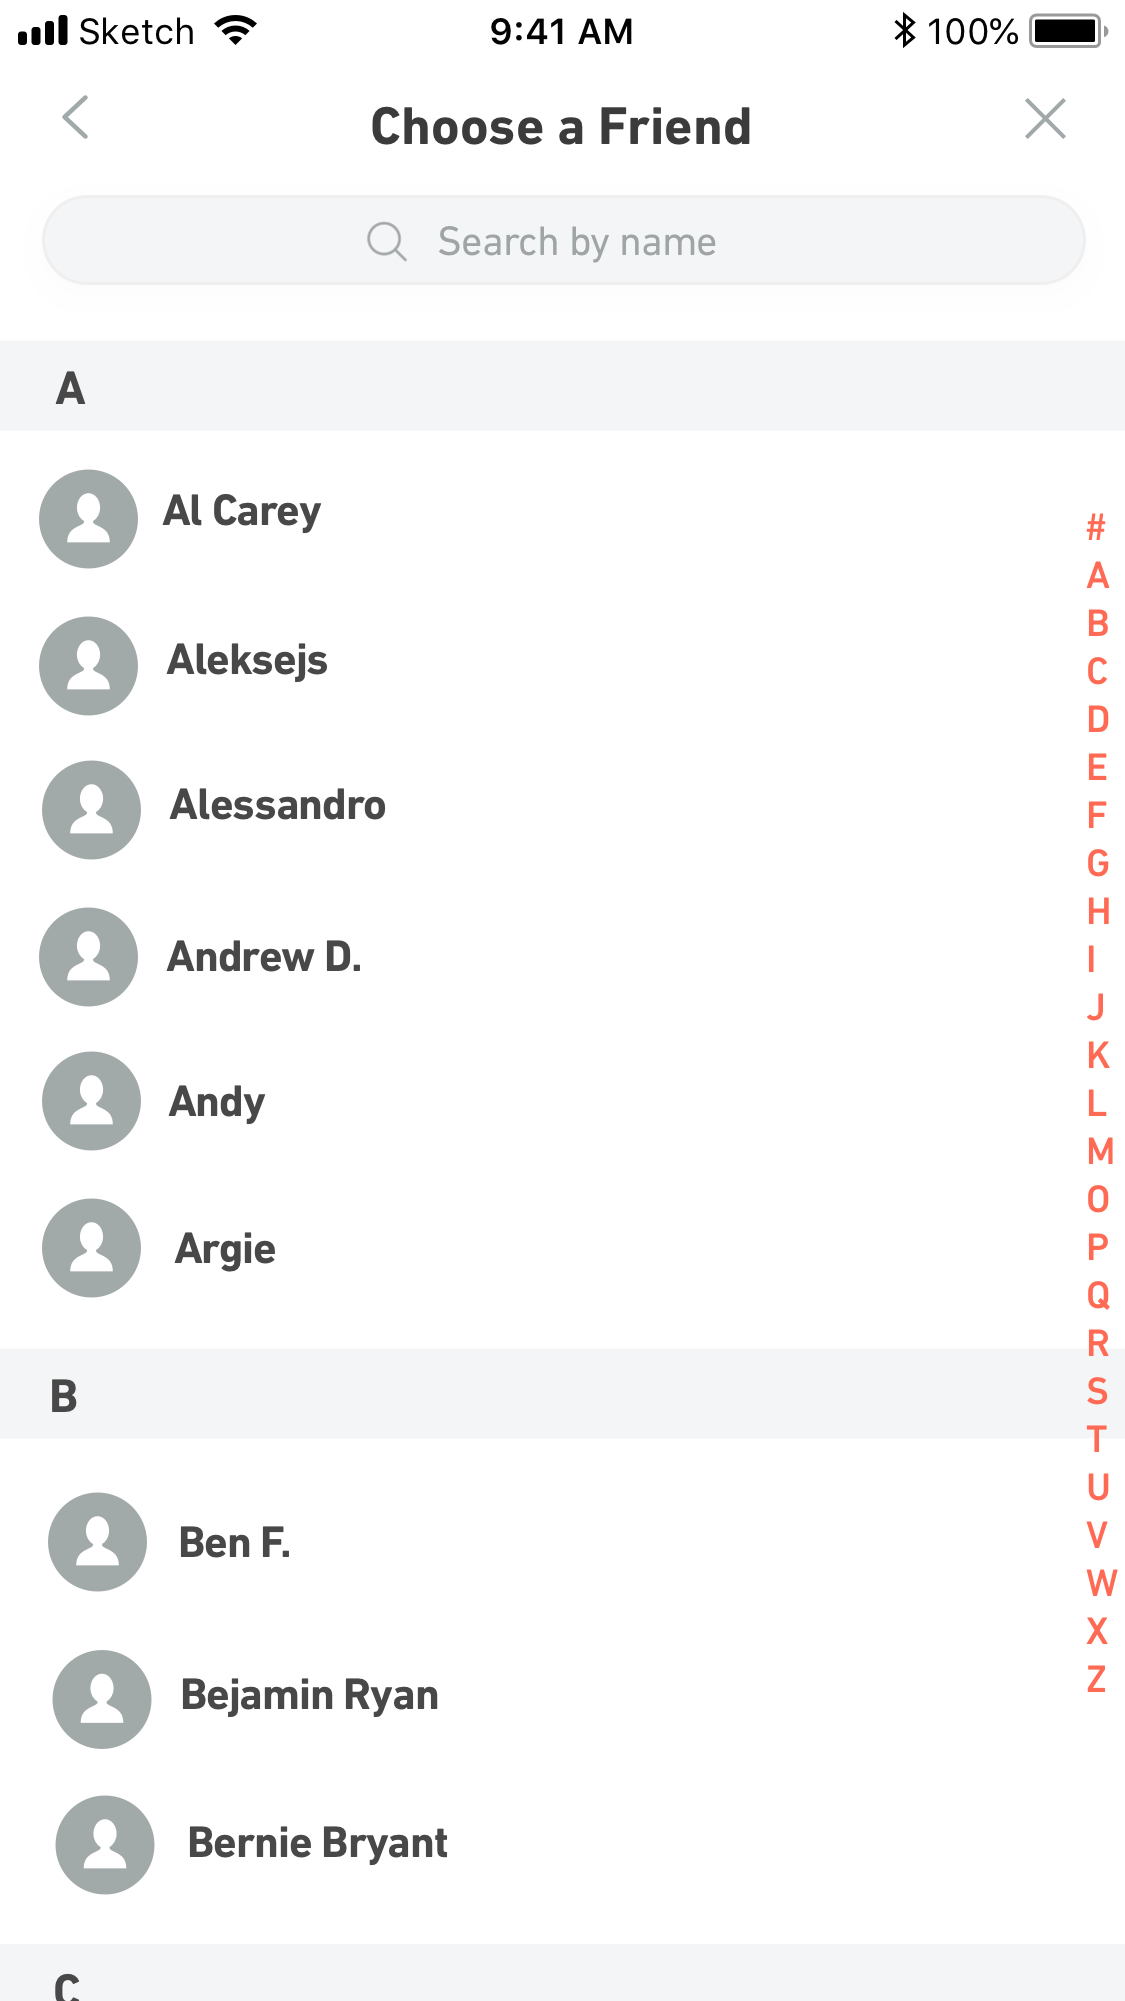 Sketch 9:41 AM 100%
Choose a Friend
Search by name
A
Al Carey
Aleksejs
Alessandro
Andrew D.
Andy
Argie
B
Ben F.
Bejamin Ryan
Bernie Bryant
C
#
A
B
C
D
E
F
G
H
I
J
K
L
M
O
P
Q
R
S
T
U
V
W
X
Z